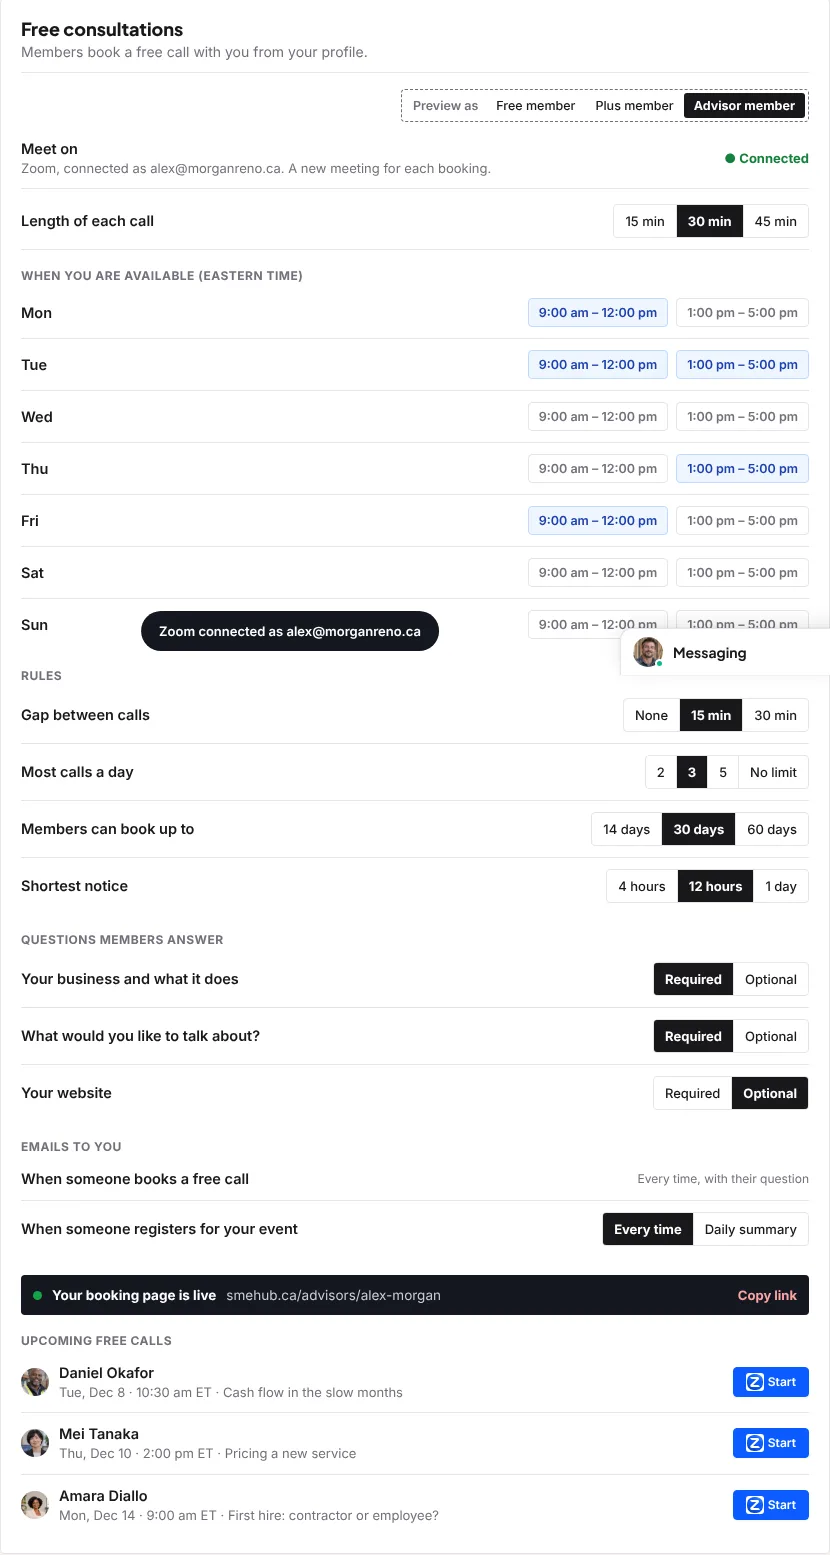 Free consultations
Members book a free call with you from your profile.
Preview as Free member Plus member Advisor member
Meet on
Zoom, connected as alex@morganreno.ca. A new meeting for each booking.
Connected
Length of each call 15 min 30 min 45 min
WHEN YOU ARE AVAILABLE (EASTERN TIME)
Mon 9:00 am – 12:00 pm 1:00 pm – 5:00 pm
Tue 9:00 am – 12:00 pm 1:00 pm – 5:00 pm
Wed 9:00 am – 12:00 pm 1:00 pm – 5:00 pm
Thu 9:00 am – 12:00 pm 1:00 pm – 5:00 pm
Fri 9:00 am – 12:00 pm 1:00 pm – 5:00 pm
Sat 9:00 am – 12:00 pm 1:00 pm – 5:00 pm
Sun 9:00 am – 12:00 pm 1:00 pm – 5:00 pm
Zoom connected as alex@morganreno.ca
Messaging
RULES
Gap between calls None 15 min 30 min
Most calls a day 2 3 5 No limit
Members can book up to 14 days 30 days 60 days
Shortest notice 4 hours 12 hours 1 day
QUESTIONS MEMBERS ANSWER
Your business and what it does Required Optional
What would you like to talk about? Required Optional
Your website Required Optional
EMAILS TO YOU
When someone books a free call Every time, with their question
When someone registers for your event Every time Daily summary
Your booking page is live smehub.ca/advisors/alex-morgan Copy link
UPCOMING FREE CALLS
Daniel Okafor
Tue, Dec 8 · 10:30 am ET · Cash flow in the slow months
Start
Mei Tanaka
Thu, Dec 10 · 2:00 pm ET · Pricing a new service
Start
Amara Diallo
Mon, Dec 14 · 9:00 am ET · First hire: contractor or employee?
Start